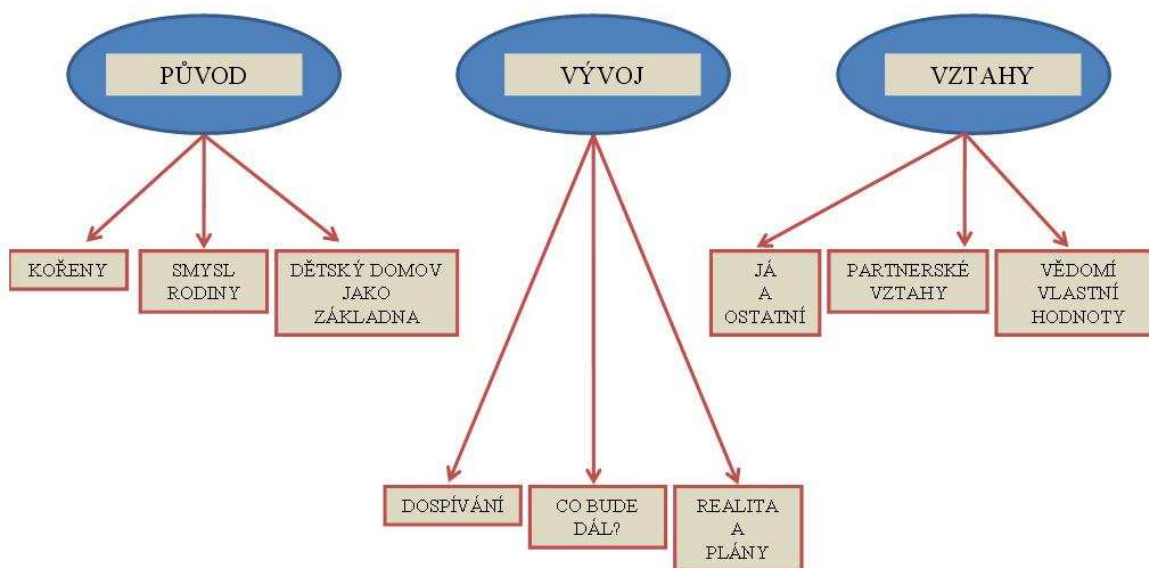 PŮVOD
VÝVOJ
VZTAHY
KOŘENY
SMYSL
RODINY
DĚTSKÝ DOMOV
JAKO
ZÁKLADNA
JÁ
A
OSTATNÍ
PARTNERSKÉ
VZTAHY
VĚDOMÍ
VLASTNÍ
HODNOTY
DOSPÍVÁNÍ
CO BUDE
DÁL?
REALITA
A
PLÁNY